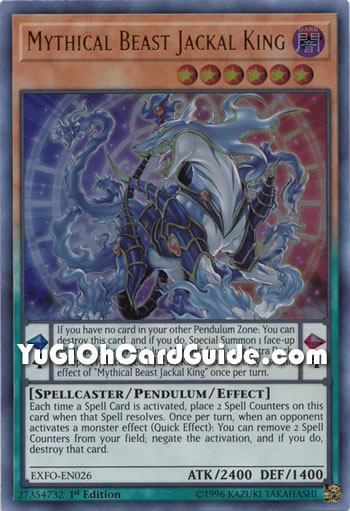 MYTHICAL BEAST JACKAL KING
DARK
闇
If you have no card in your other Pendulum Zone: You can
destroy this card, and if you do, Special Summon 1 face-up
YuGiOhCardGuide.com
effect of "Mythical Beast Jackal King" once per turn.
[SPELLCASTER/PENDULUM/EFFECT]
Each time a Spell Card is activated, place 2 Spell Counters on
this card when that Spell resolves. Once per turn, when an opponent
activates a monster effect (Quick Effect): You can remove 2 Spell
Counters from your field; negate the activation, and if you do,
destroy that card.
EXFO-EN026
ATK/2400 DEF/1400
27354732 1st Edition
©1996 KAZUKI TAKAHASHI